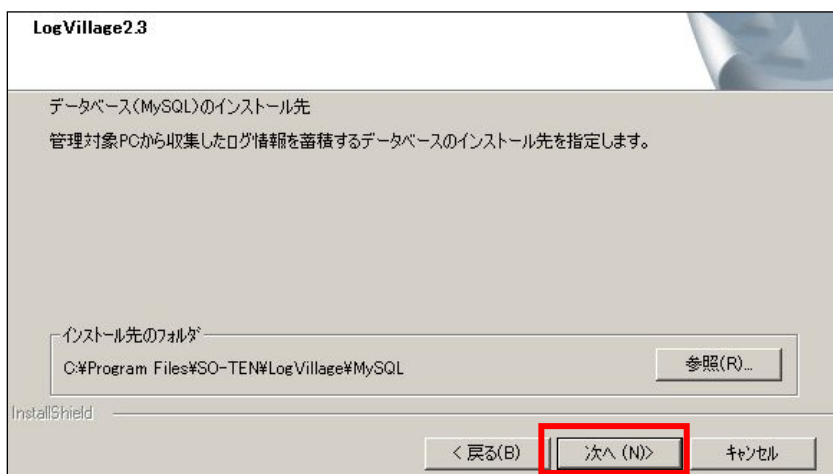 LogVillage2.3
データベース(MySQL)のインストール先
管理対象PCから収集したログ情報を蓄積するデータベースのインストール先を指定します。
インストール先のフォルダ
C:¥Program Files¥SO-TEN¥LogVillage¥MySQL
参照(R)...
InstallShield
< 戻る(B)
次へ (N)>
キャンセル